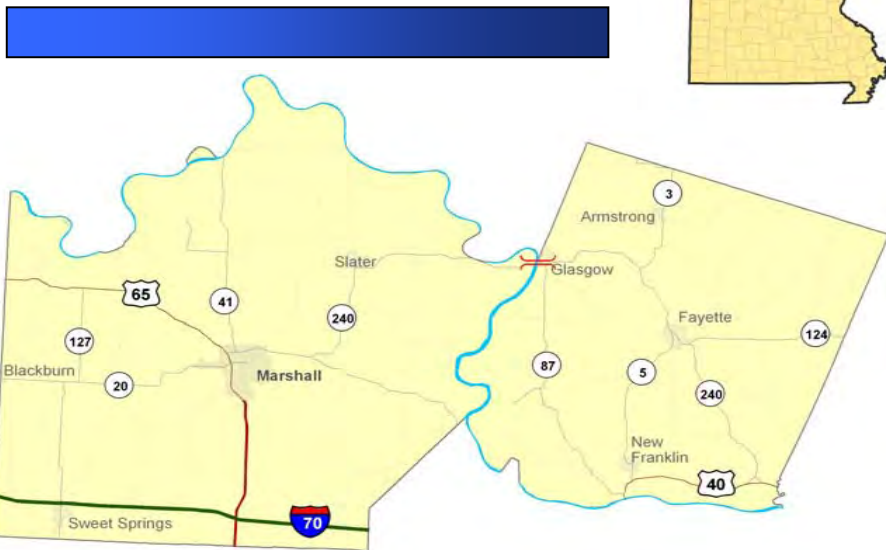 3
Armstrong
Slater
Glasgow
65
41
240
Fayette
127
124
Blackburn
20
Marshall
87
5
240
New
Franklin
40
Sweet Springs
70